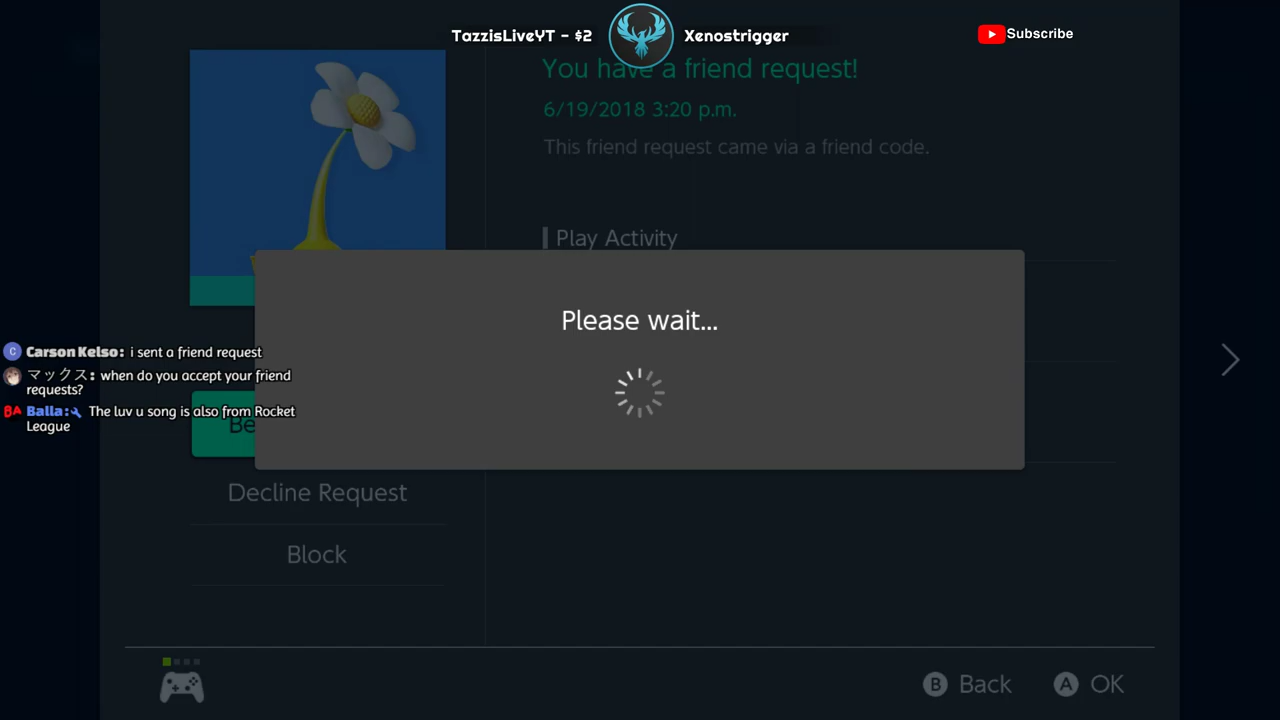 TazzisLiveYT - $2
Xenostrigger
Subscribe
You have a friend request!
6/19/2018 3:20 p.m.
This friend request came via a friend code.
Play Activity
Please wait...
C Carson Kelso: i sent a friend request
マックス: when do you accept your friend
requests?
BA Balla: The luv u song is also from Rocket
League
Be
Decline Request
Block
B Back
A OK